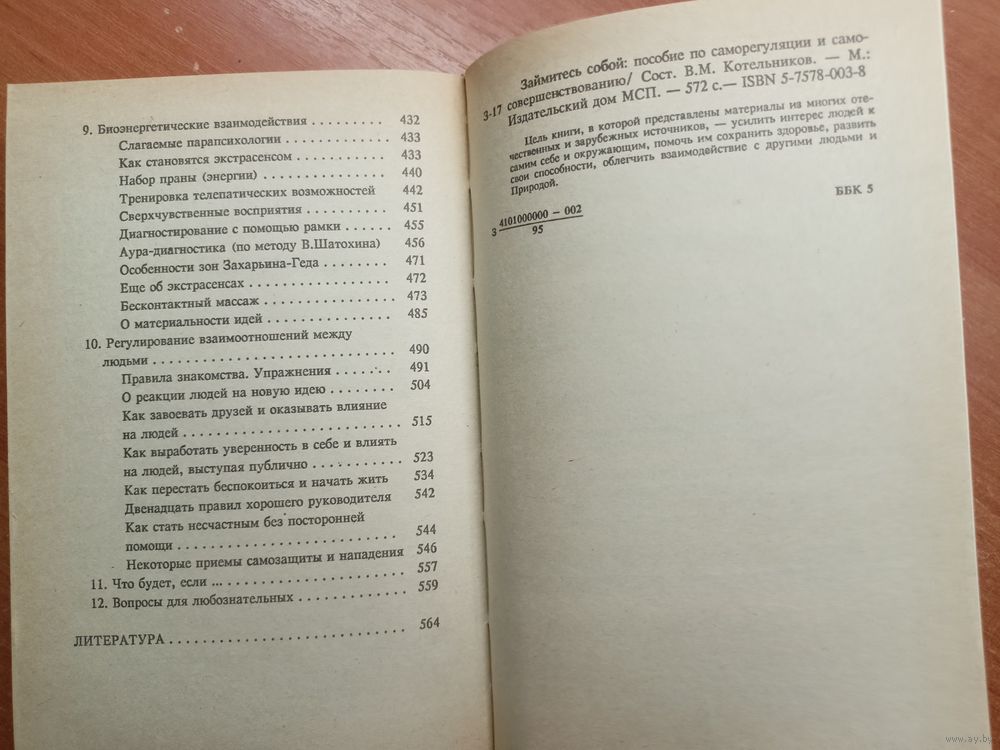 9. Биоэнергетические взаимодействия . . . . . . . . . 432
Слагаемые парапсихологии . . . . . . . . . . . . . 433
Как становятся экстрасенсом . . . . . . . . . . . 433
Набор праны (энергии) . . . . . . . . . . . . . . . 440
Тренировка телепатических возможностей 442
Сверхчувственные восприятия . . . . . . . . . . 451
Диагностирование с помощью рамки . . . . . . 455
Аура-диагностика (по методу В.Шатохина) 456
Особенности зон Захарьина-Геда . . . . . . . . 471
Еще об экстрасенсах . . . . . . . . . . . . . . . . . 472
Бесконтактный массаж . . . . . . . . . . . . . . . . 473
О материальности идей . . . . . . . . . . . . . . . 485
10. Регулирование взаимоотношений между
людьми . . . . . . . . . . . . . . . . . . . . . . . . . . . 490
Правила знакомства. Упражнения . . . . . . . 491
О реакции людей на новую идею . . . . . . . . 504
Как завоевать друзей и оказывать влияние
на людей . . . . . . . . . . . . . . . . . . . . . . . . 515
Как выработать уверенность в себе и влиять
на людей, выступая публично . . . . . . . . . . . 523
Как перестать беспокоиться и начать жить 534
Двенадцать правил хорошего руководителя 542
Как стать несчастным без посторонней
помощи . . . . . . . . . . . . . . . . . . . . . . . . . 544
Некоторые приемы самозащиты и нападения 546
11. Что будет, если ... . . . . . . . . . . . . . . . . . . . 557
12. Вопросы для любознательных . . . . . . . . . . . . . 559
ЛИТЕРАТУРА . . . . . . . . . . . . . . . . . . . . . . . . . . . 564
Займитесь собой: пособие по саморегуляции и само-
З-17 совершенствованию/ Сост. В.М. Котельников. — М.:
Издательский дом МСП. — 572 с.— ISBN 5-7578-003-8
Цель книги, в которой представлены материалы из многих оте-
чественных и зарубежных источников, — усилить интерес людей к
самим себе и окружающим, помочь им сохранить здоровье, развить
свои способности, облегчить взаимодействие с другими людьми и
Природой.
ББК 5
4101000000 - 002
З
95
www.ay.by